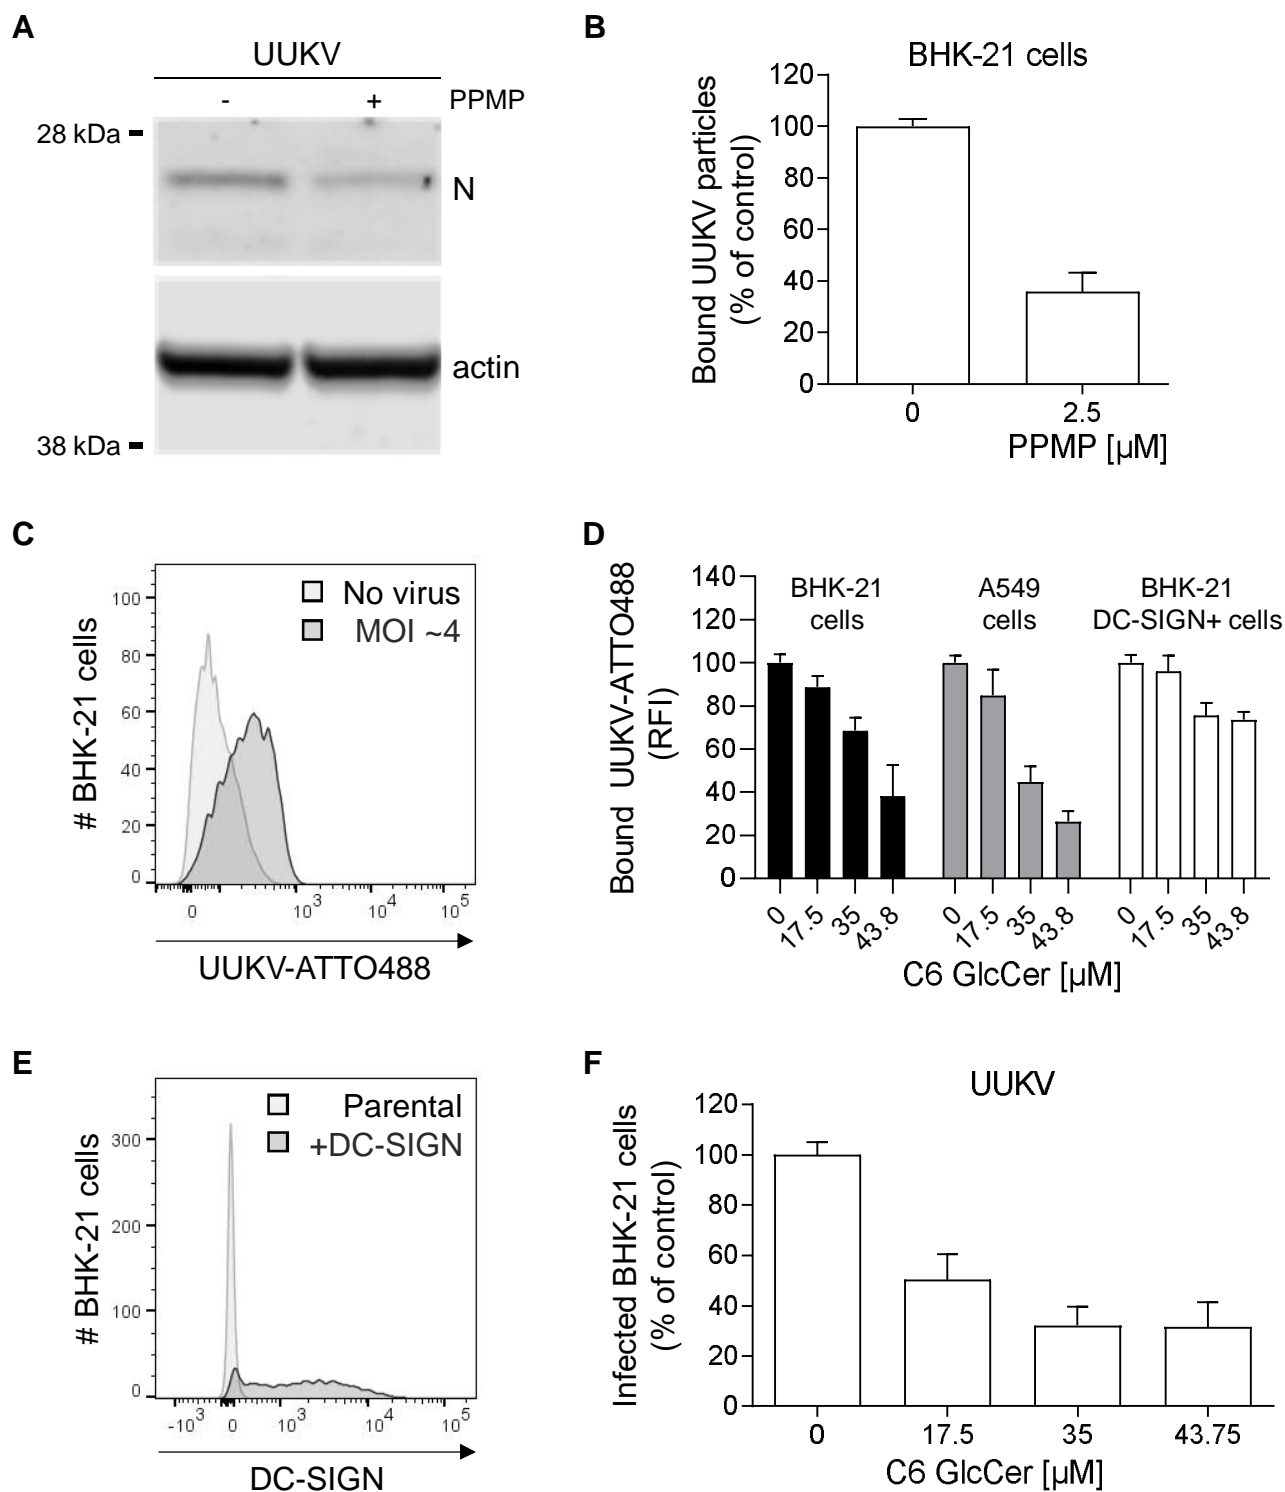 A
UUKV
- + PPMP
28 kDa
N
actin
38 kDa
B
BHK-21 cells
Bound UUKV particles
(% of control)
120
100
80
60
40
20
0
0 2.5
PPMP [µM]
C
No virus
MOI ~4
# BHK-21 cells
100
80
60
40
20
0
0 10³ 10⁴ 10⁵
UUKV-ATTO488
D
Bound UUKV-ATTO488
(RFI)
140
120
100
80
60
40
20
0
BHK-21
cells
A549
cells
BHK-21
DC-SIGN+ cells
0 17.5 35 43.8 0 17.5 35 43.8 0 17.5 35 43.8
C6 GlcCer [µM]
E
Parental
+DC-SIGN
# BHK-21 cells
300
200
100
0
-10³ 0 10³ 10⁴ 10⁵
DC-SIGN
F
UUKV
Infected BHK-21 cells
(% of control)
120
100
80
60
40
20
0
0 17.5 35 43.75
C6 GlcCer [µM]